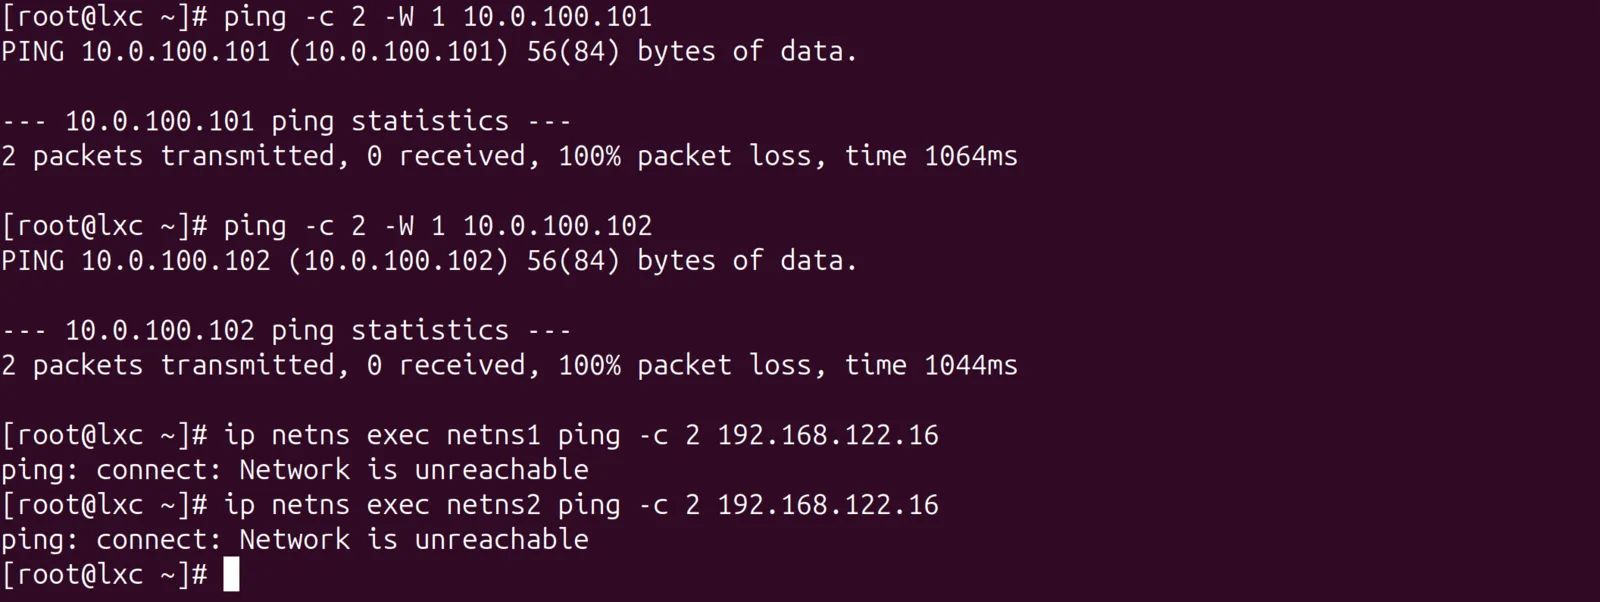 [root@lxc ~]# ping -c 2 -W 1 10.0.100.101
PING 10.0.100.101 (10.0.100.101) 56(84) bytes of data.
--- 10.0.100.101 ping statistics ---
2 packets transmitted, 0 received, 100% packet loss, time 1064ms
[root@lxc ~]# ping -c 2 -W 1 10.0.100.102
PING 10.0.100.102 (10.0.100.102) 56(84) bytes of data.
--- 10.0.100.102 ping statistics ---
2 packets transmitted, 0 received, 100% packet loss, time 1044ms
[root@lxc ~]# ip netns exec netns1 ping -c 2 192.168.122.16
ping: connect: Network is unreachable
[root@lxc ~]# ip netns exec netns2 ping -c 2 192.168.122.16
ping: connect: Network is unreachable
[root@lxc ~]#